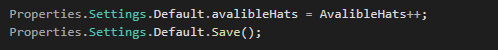 Properties.Settings.Default.avalibleHats = AvalibleHats++;
Properties.Settings.Default.Save();